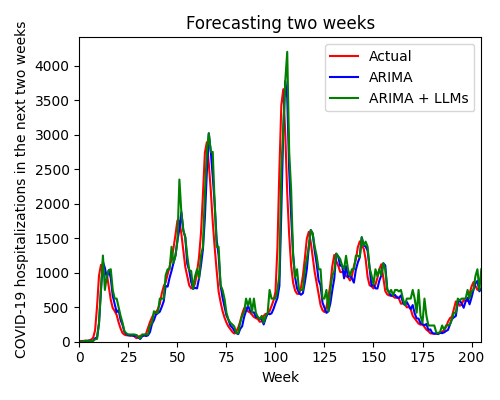 Forecasting two weeks
COVID-19 hospitalizations in the next two weeks
4000
3500
3000
2500
2000
1500
1000
500
0
Actual
ARIMA
ARIMA + LLMs
0 25 50 75 100 125 150 175 200
Week